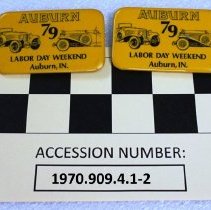 AUBURN
79
LABOR DAY WEEKEND
Auburn, IN.
AUBURN
79
LABOR DAY WEEKEND
Auburn, IN.
ACCESSION NUMBER:
1970.909.4.1-2